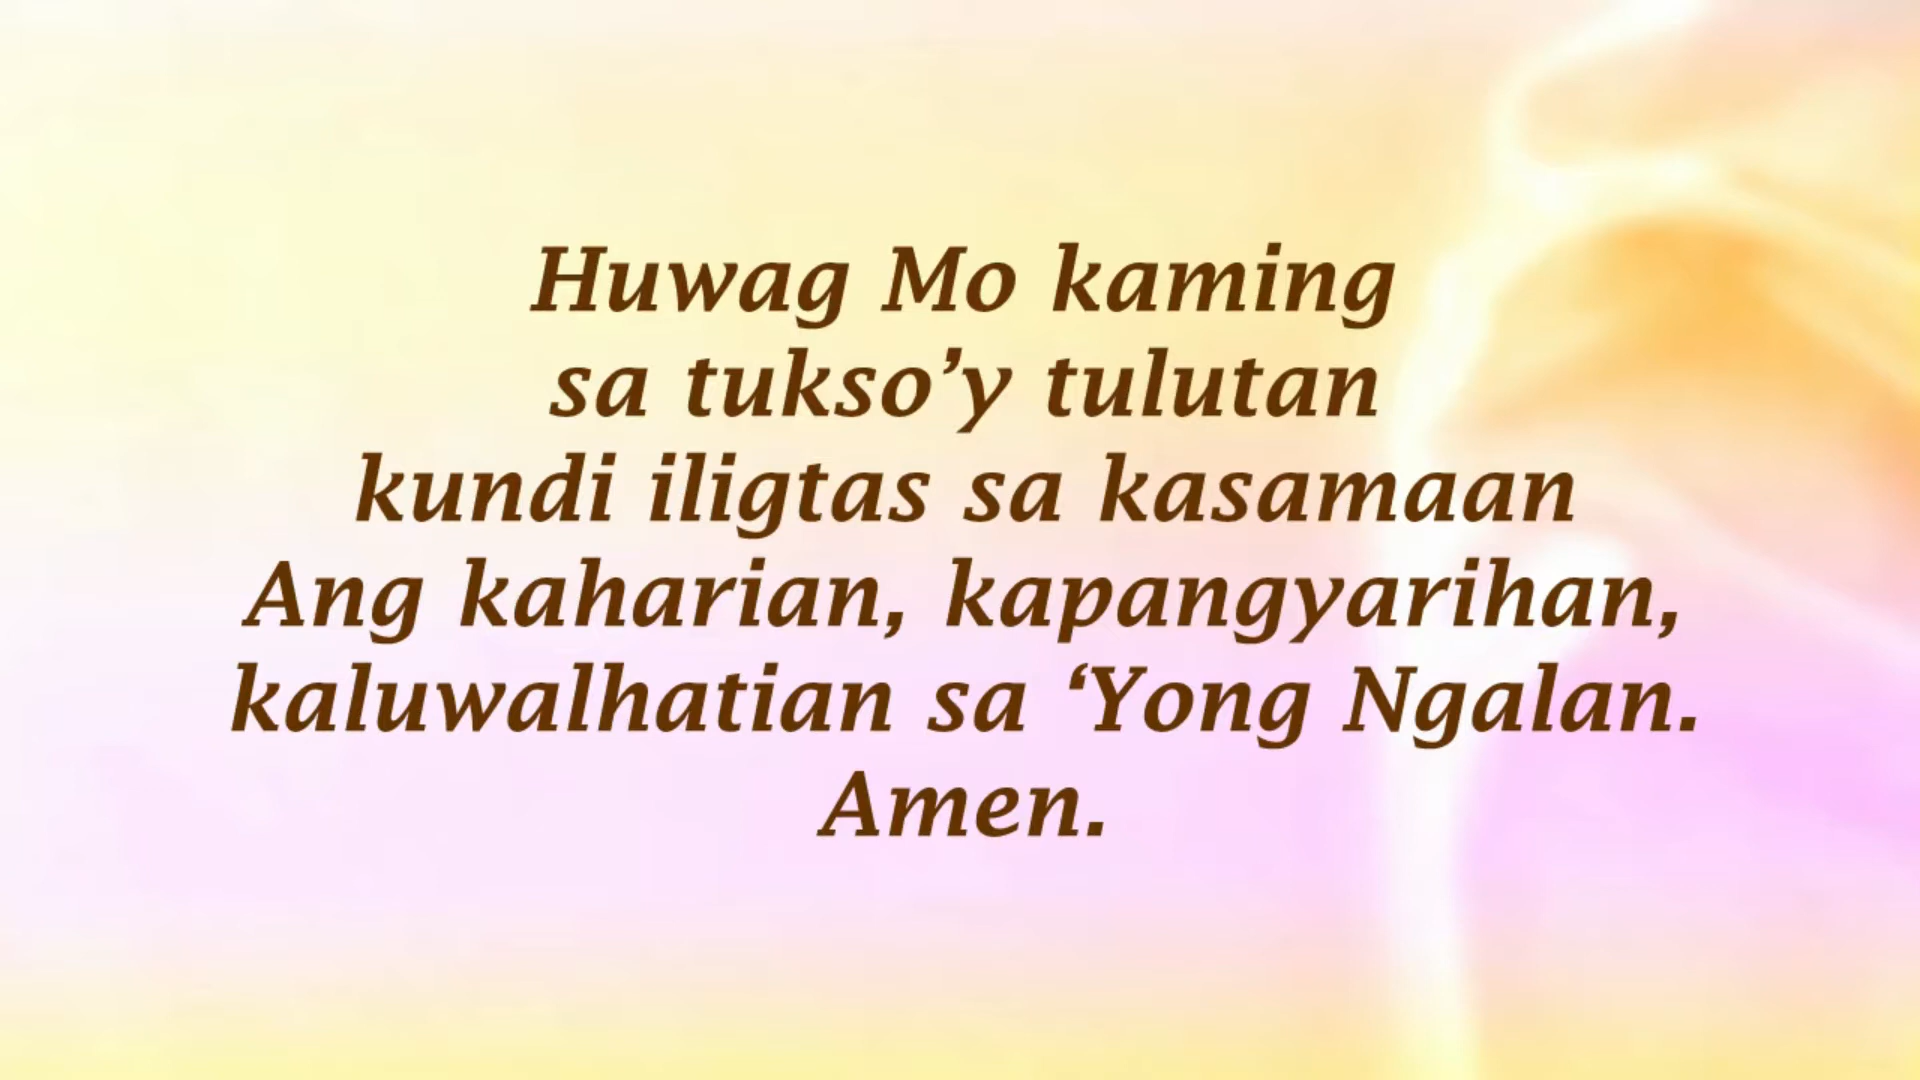 Huwag Mo kaming
sa tukso’y tulutan
kundi iligtas sa kasamaan
Ang kaharian, kapangyarihan,
kaluwalhatian sa ‘Yong Ngalan.
Amen.